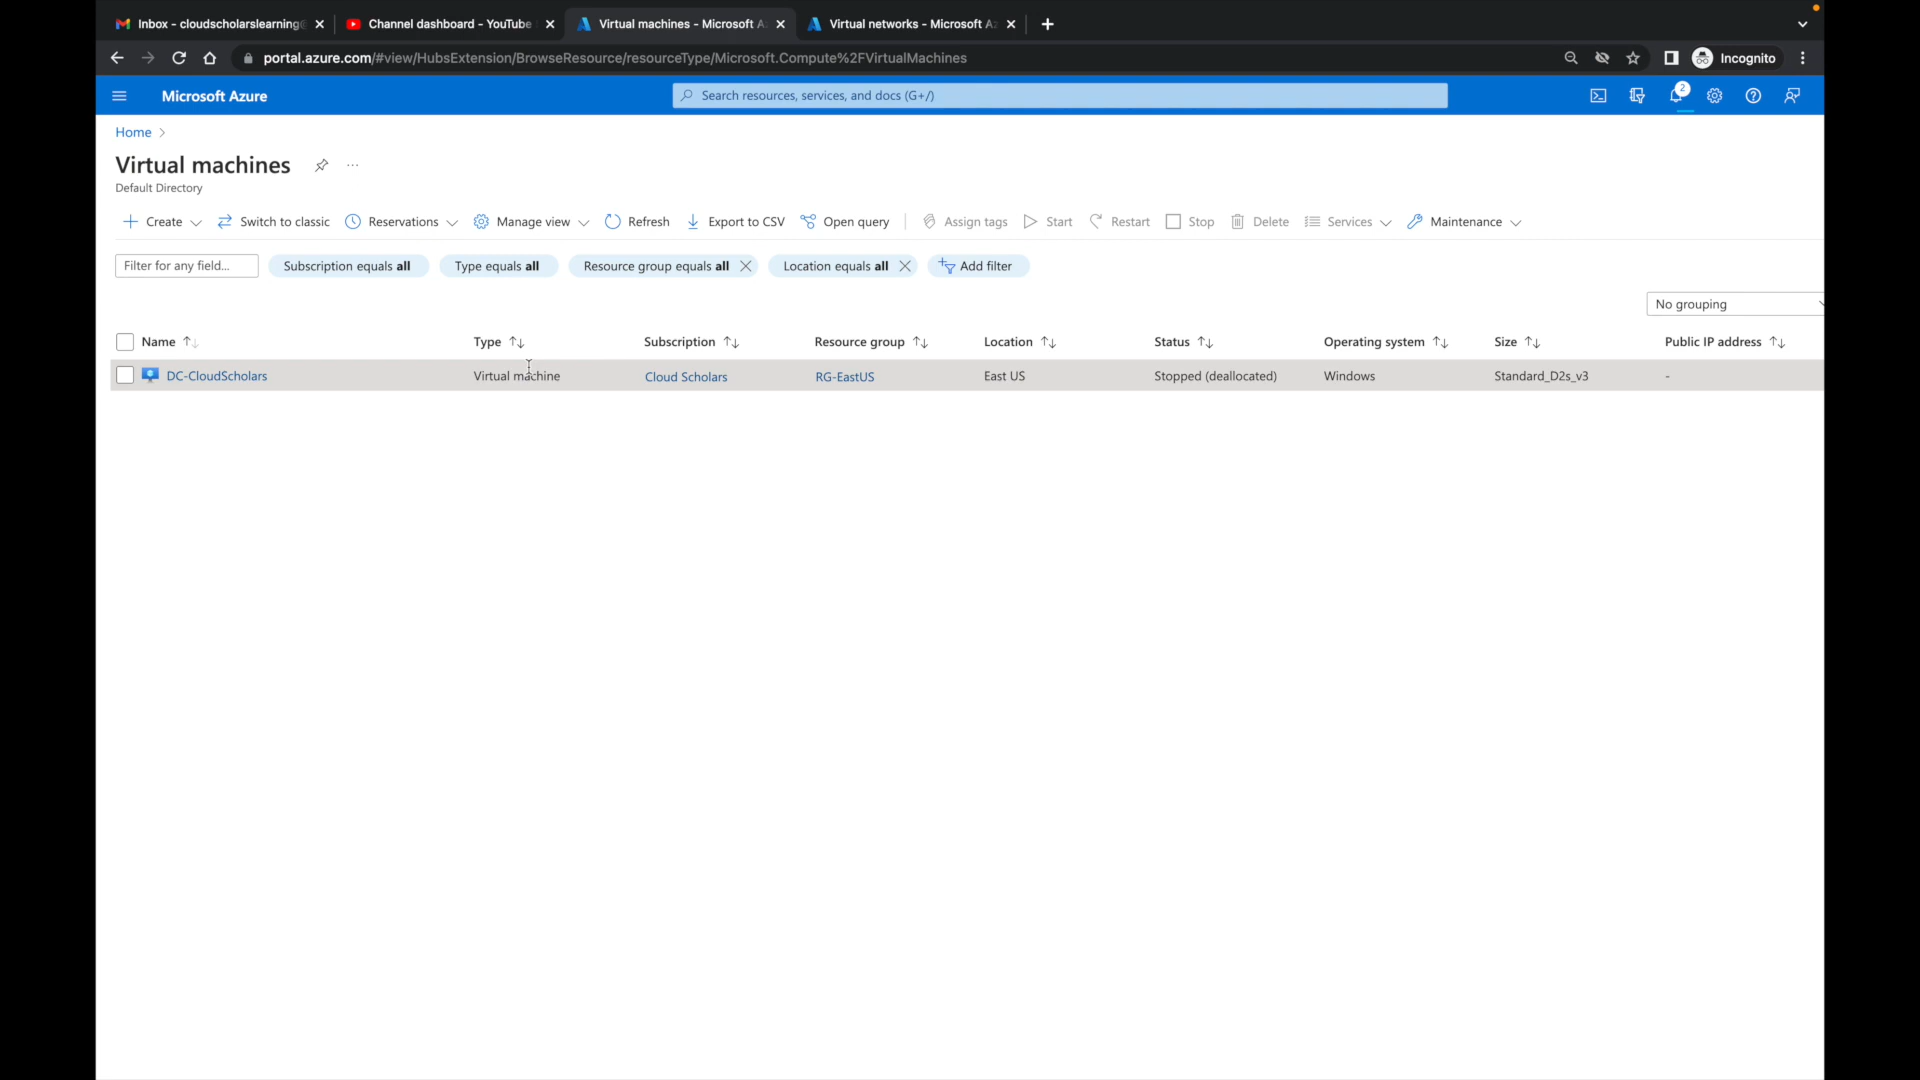 Inbox - cloudscholarslearning@
Channel dashboard - YouTube
Virtual machines - Microsoft A
Virtual networks - Microsoft Az
portal.azure.com/#view/HubsExtension/BrowseResource/resourceType/Microsoft.Compute%2FVirtualMachines
Incognito
Microsoft Azure
Search resources, services, and docs (G+/)
2
Home
Virtual machines
Default Directory
Create Switch to classic Reservations Manage view Refresh Export to CSV Open query Assign tags Start Restart Stop Delete Services Maintenance
Filter for any field... Subscription equals all Type equals all Resource group equals all Location equals all Add filter
No grouping
Name Type Subscription Resource group Location Status Operating system Size Public IP address
DC-CloudScholars Virtual machine Cloud Scholars RG-EastUS East US Stopped (deallocated) Windows Standard_D2s_v3 -